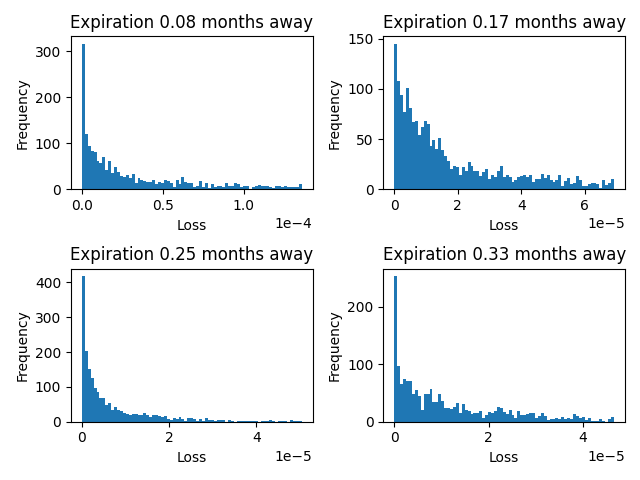 Expiration 0.08 months away
Frequency
300
200
100
0
0.0 0.5 1.0
Loss
1e−4
Expiration 0.17 months away
Frequency
150
100
50
0
0 2 4 6
Loss
1e−5
Expiration 0.25 months away
Frequency
400
300
200
100
0
0 2 4
Loss
1e−5
Expiration 0.33 months away
Frequency
200
100
0
0 2 4
Loss
1e−5